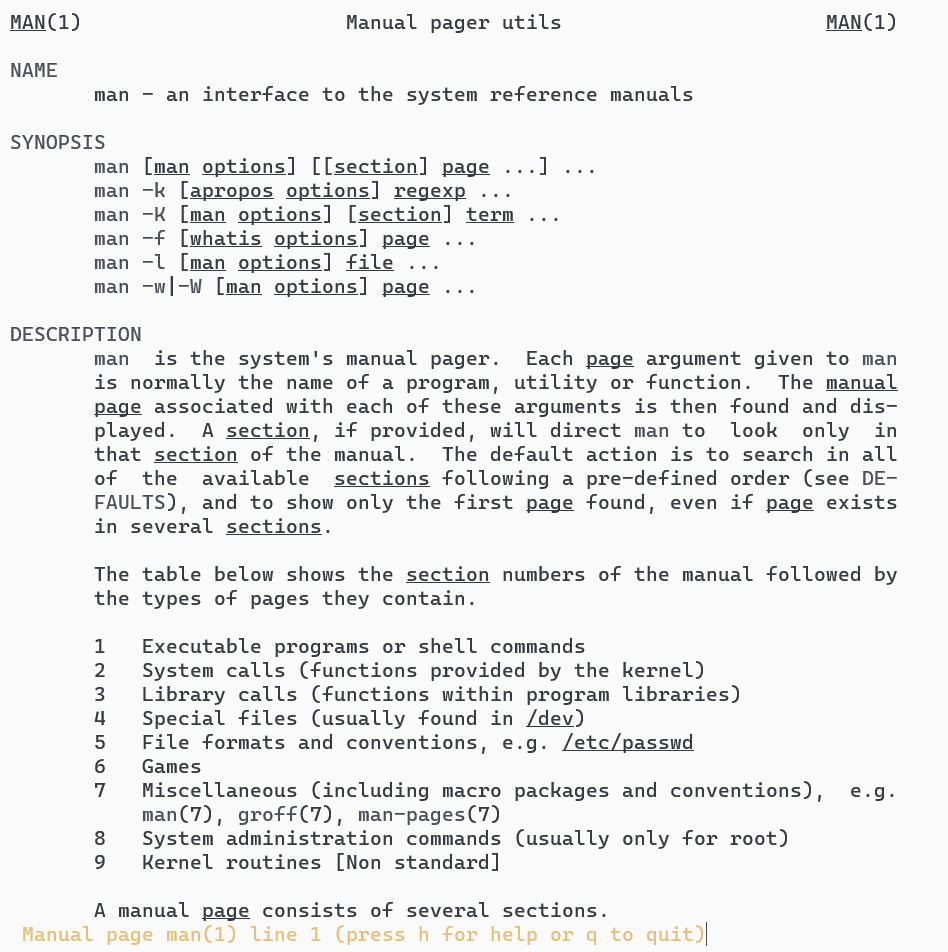 MAN(1) Manual pager utils MAN(1)
NAME
man - an interface to the system reference manuals
SYNOPSIS
man [man options] [[section] page ...] ...
man -k [apropos options] regexp ...
man -K [man options] [section] term ...
man -f [whatis options] page ...
man -l [man options] file ...
man -w|-W [man options] page ...
DESCRIPTION
man is the system's manual pager. Each page argument given to man
is normally the name of a program, utility or function. The manual
page associated with each of these arguments is then found and dis-
played. A section, if provided, will direct man to look only in
that section of the manual. The default action is to search in all
of the available sections following a pre-defined order (see DE-
FAULTS), and to show only the first page found, even if page exists
in several sections.
The table below shows the section numbers of the manual followed by
the types of pages they contain.
1 Executable programs or shell commands
2 System calls (functions provided by the kernel)
3 Library calls (functions within program libraries)
4 Special files (usually found in /dev)
5 File formats and conventions, e.g. /etc/passwd
6 Games
7 Miscellaneous (including macro packages and conventions), e.g.
man(7), groff(7), man-pages(7)
8 System administration commands (usually only for root)
9 Kernel routines [Non standard]
A manual page consists of several sections.
Manual page man(1) line 1 (press h for help or q to quit)